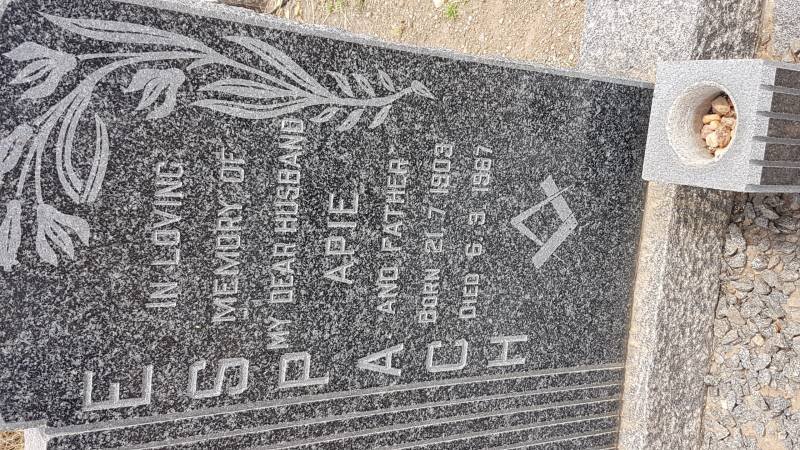 IN LOVING
MEMORY OF
MY DEAR HUSBAND
APIE
AND FATHER
BORN 21·7·1903
DIED 6·3·1987
ESPACH